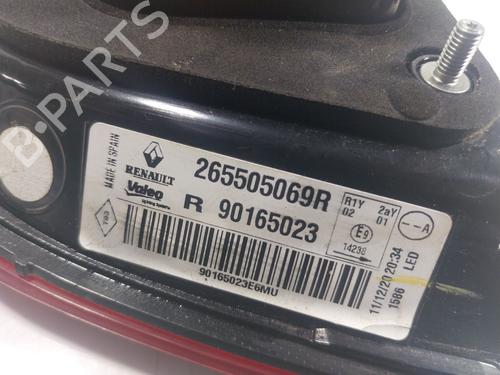 B-PARTS
MADE IN SPAIN
RENAULT
Valeo
265505069R
R 90165023
R1Y 2aY
02 01
E9
14238
--A
LED
11/12/20 20:34
1586
90165023E6MU